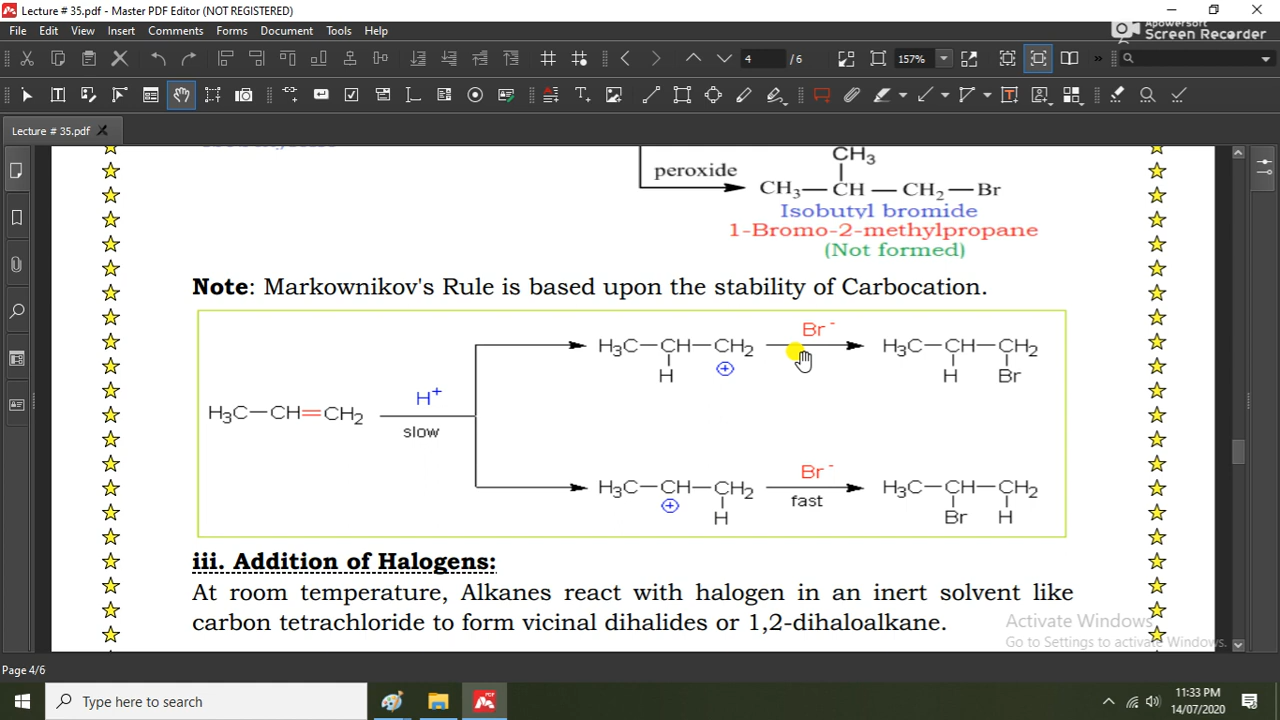 Lecture # 35.pdf - Master PDF Editor (NOT REGISTERED)
File Edit View Insert Comments Forms Document Tools Help
Apowersoft
Screen Recorder
4 / 6
157%
Lecture # 35.pdf
CH3
peroxide
CH3—CH—CH2—Br
Isobutyl bromide
1-Bromo-2-methylpropane
(Not formed)
Note: Markownikov's Rule is based upon the stability of Carbocation.
Br-
H3C—CH—CH2 H3C—CH—CH2
H + H Br
H+
H3C—CH=CH2
slow
Br-
H3C—CH—CH2 H3C—CH—CH2
fast
+ H Br H
iii. Addition of Halogens:
At room temperature, Alkanes react with halogen in an inert solvent like
carbon tetrachloride to form vicinal dihalides or 1,2-dihaloalkane.
Activate Windows
Go to Settings to activate Windows.
Page 4/6
Type here to search
11:33 PM
14/07/2020